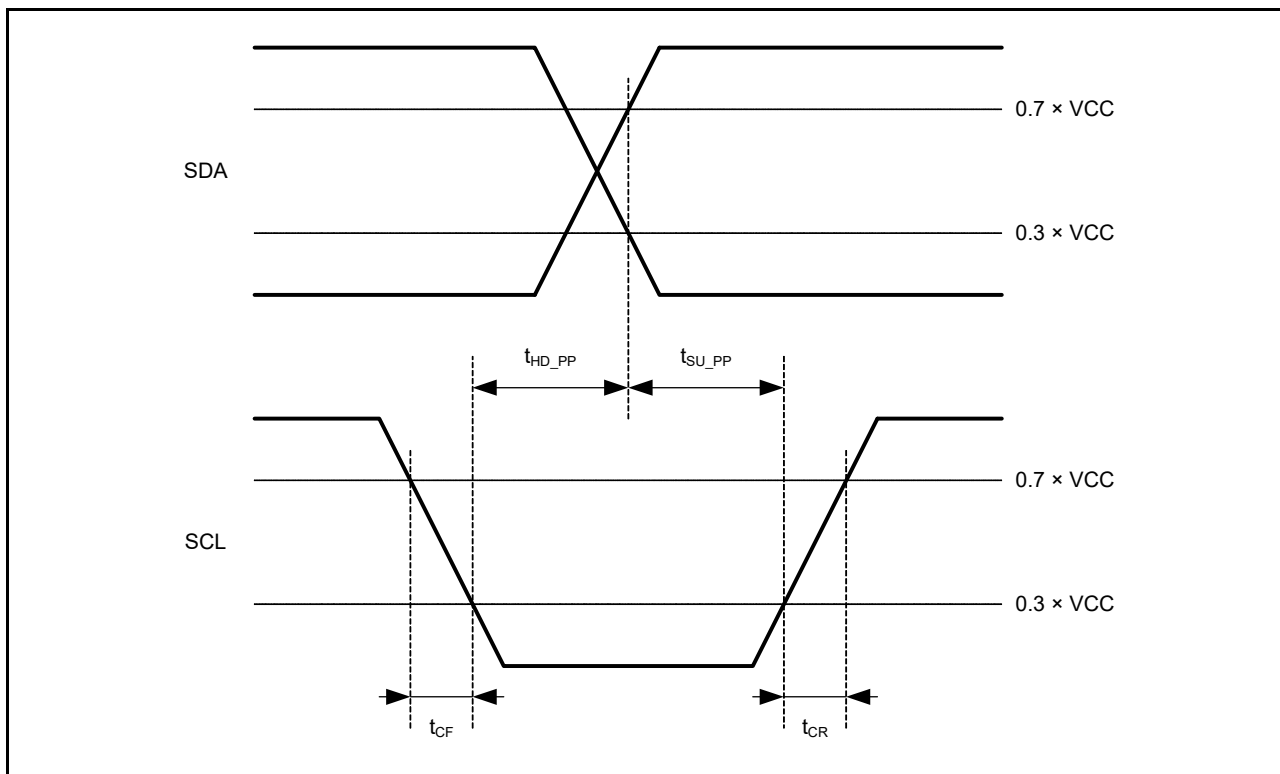 0.7 × VCC
SDA
0.3 × VCC
tHD_PP
tSU_PP
0.7 × VCC
SCL
0.3 × VCC
tCF
tCR